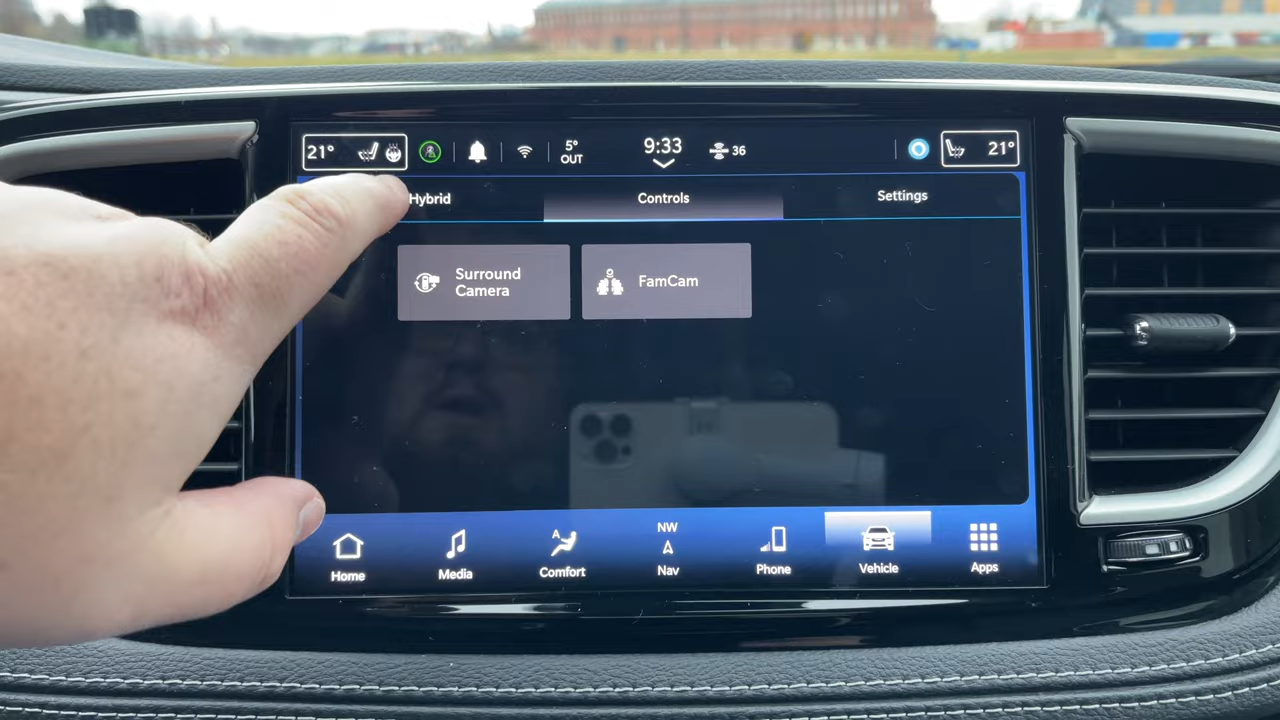 21°
5°
OUT
9:33
36
21°
Hybrid
Controls
Settings
Surround
Camera
FamCam
Home
Media
A
Comfort
NW
Nav
Phone
Vehicle
Apps